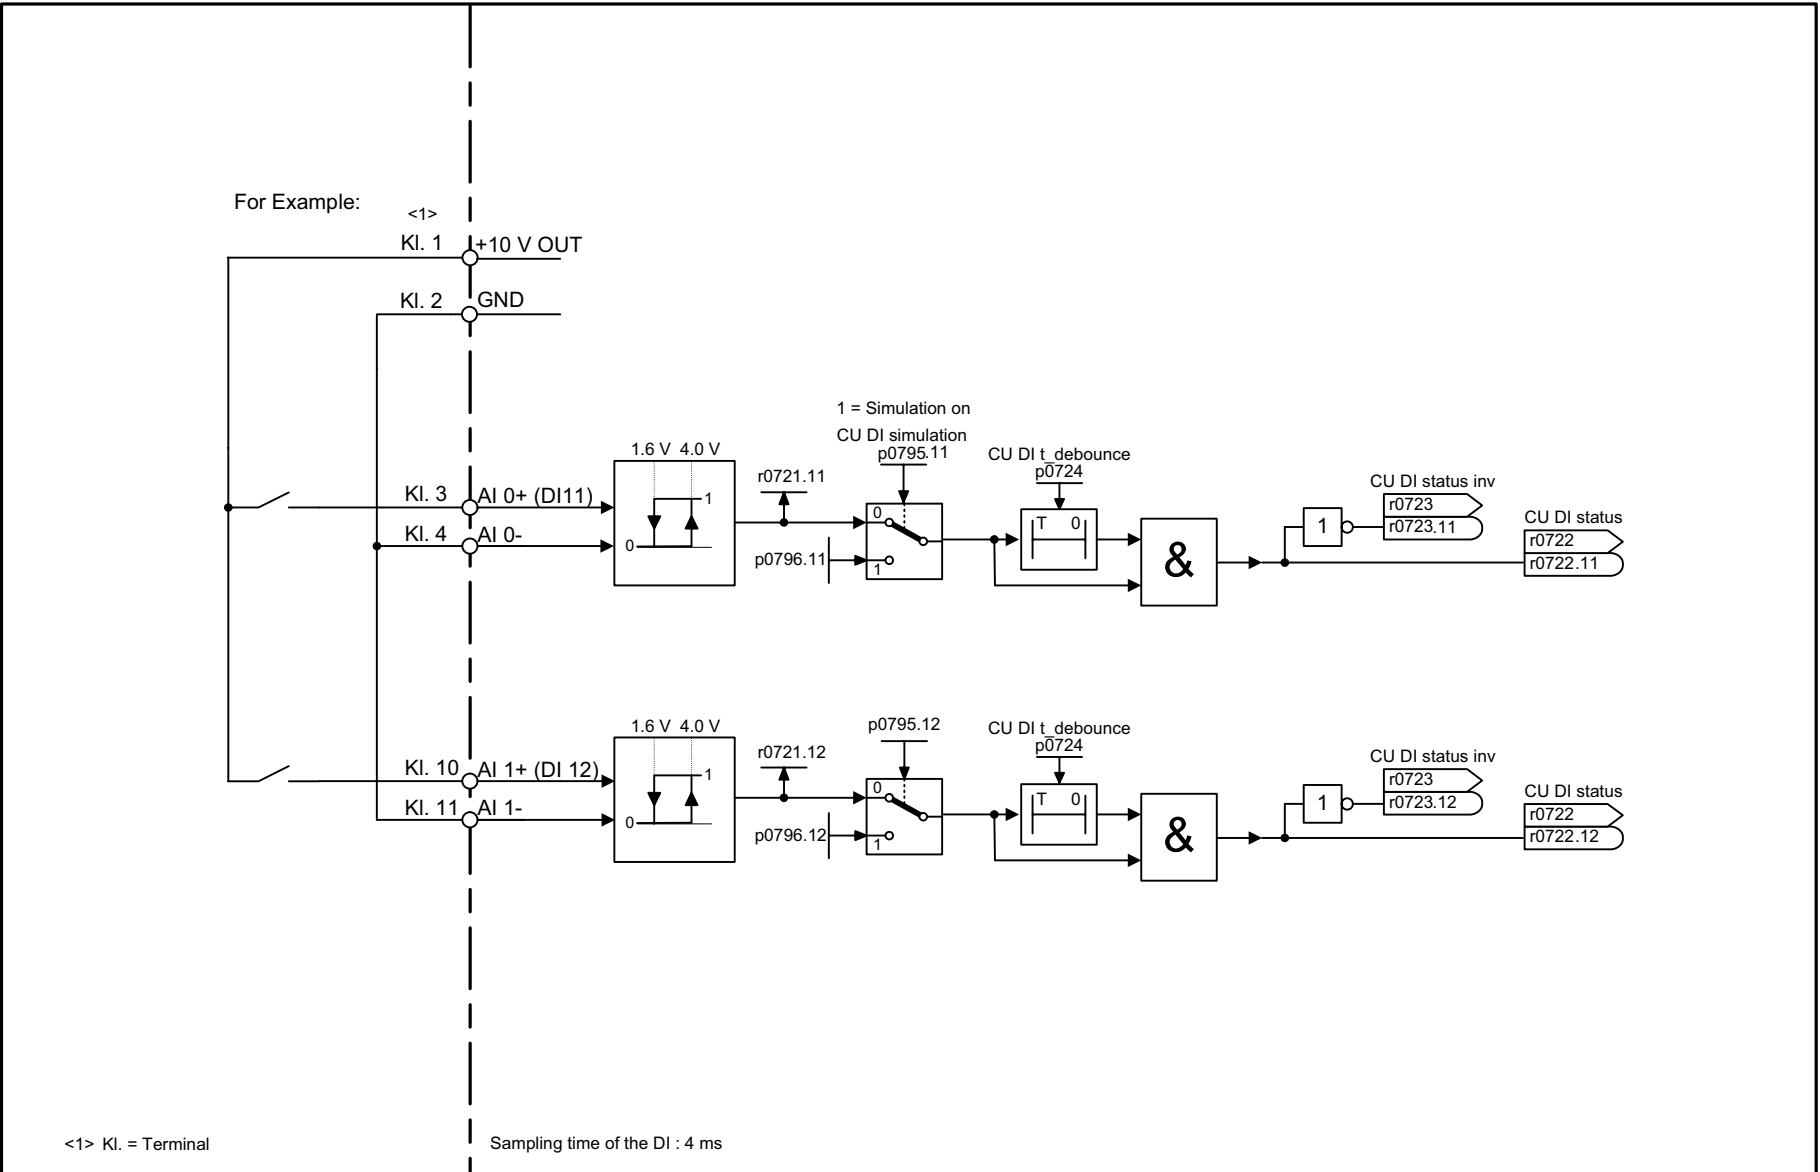 For Example:
<1>
Kl. 1
+10 V OUT
Kl. 2
GND
1 = Simulation on
CU DI simulation
p0795.11
1.6 V 4.0 V
r0721.11
CU DI t_debounce
p0724
Kl. 3
AI 0+ (DI11)
1
0
T 0
CU DI status inv
r0723
r0723.11
CU DI status
r0722
r0722.11
1
Kl. 4
AI 0-
0
p0796.11
1
&
1.6 V 4.0 V
r0721.12
p0795.12
CU DI t_debounce
p0724
Kl. 10
AI 1+ (DI 12)
1
0
T 0
CU DI status inv
r0723
r0723.12
CU DI status
r0722
r0722.12
1
Kl. 11
AI 1-
0
p0796.12
1
&
<1> Kl. = Terminal
Sampling time of the DI : 4 ms